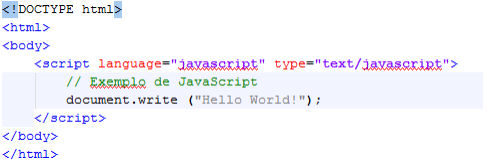 <!DOCTYPE html>
<html>
<body>
<script language="javascript" type="text/javascript">
// Exemplo de JavaScript
document.write ("Hello World!");
</script>
</body>
</html>